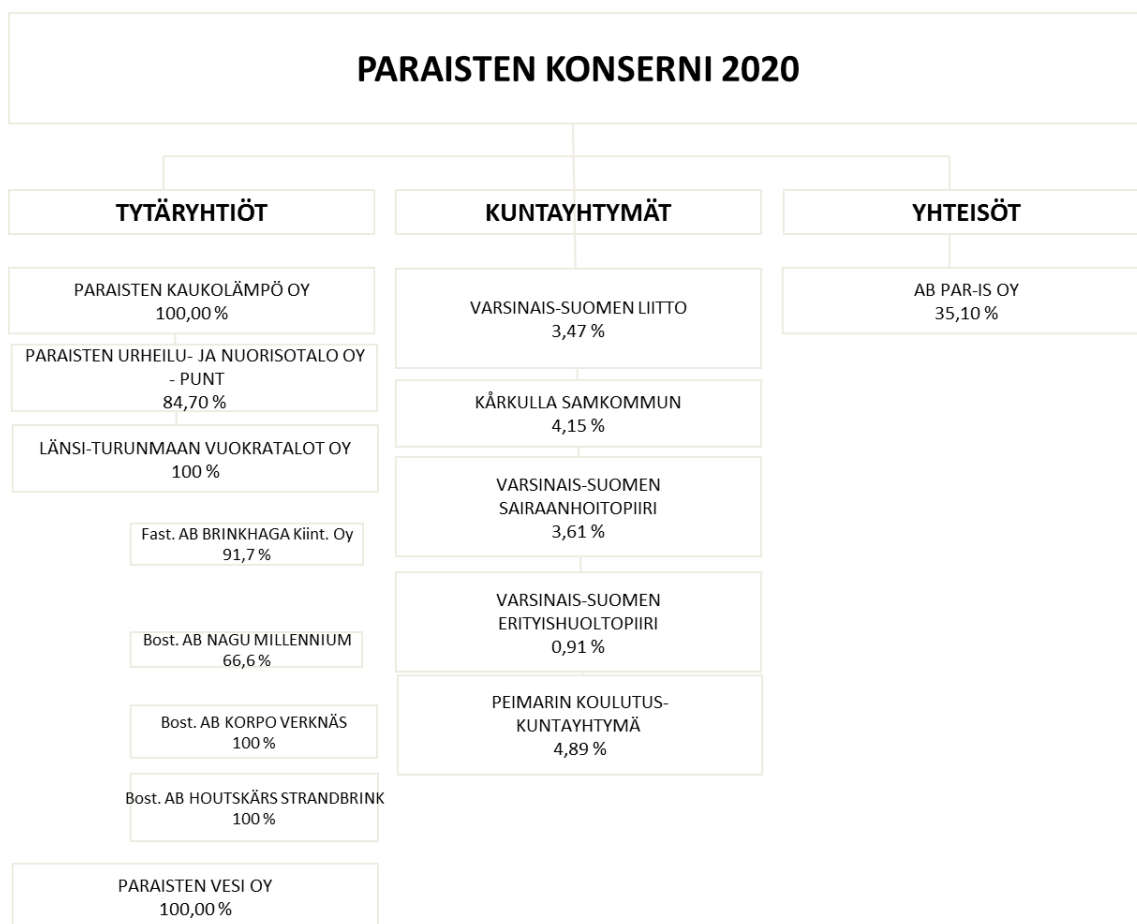 PARAISTEN KONSERNI 2020
TYTÄRYHTIÖT
PARAISTEN KAUKOLÄMPÖ OY
100,00 %
PARAISTEN URHEILU- JA NUORISOTALO OY
- PUNT
84,70 %
LÄNSI-TURUNMAAN VUOKRATALOT OY
100 %
Fast. AB BRINKHAGA Kiint. Oy
91,7 %
Bost. AB NAGU MILLENNIUM
66,6 %
Bost. AB KORPO VERKNÄS
100 %
Bost. AB HOUTSKÄRS STRANDBRINK
100 %
PARAISTEN VESI OY
100,00 %
KUNTAYHTYMÄT
VARSINAIS-SUOMEN LIITTO
3,47 %
KÅRKULLA SAMKOMMUN
4,15 %
VARSINAIS-SUOMEN
SAIRAANHOITOPIIRI
3,61 %
VARSINAIS-SUOMEN
ERITYISHUOLTOPIIRI
0,91 %
PEIMARIN KOULUTUS-
KUNTAYHTYMÄ
4,89 %
YHTEISÖT
AB PAR-IS OY
35,10 %